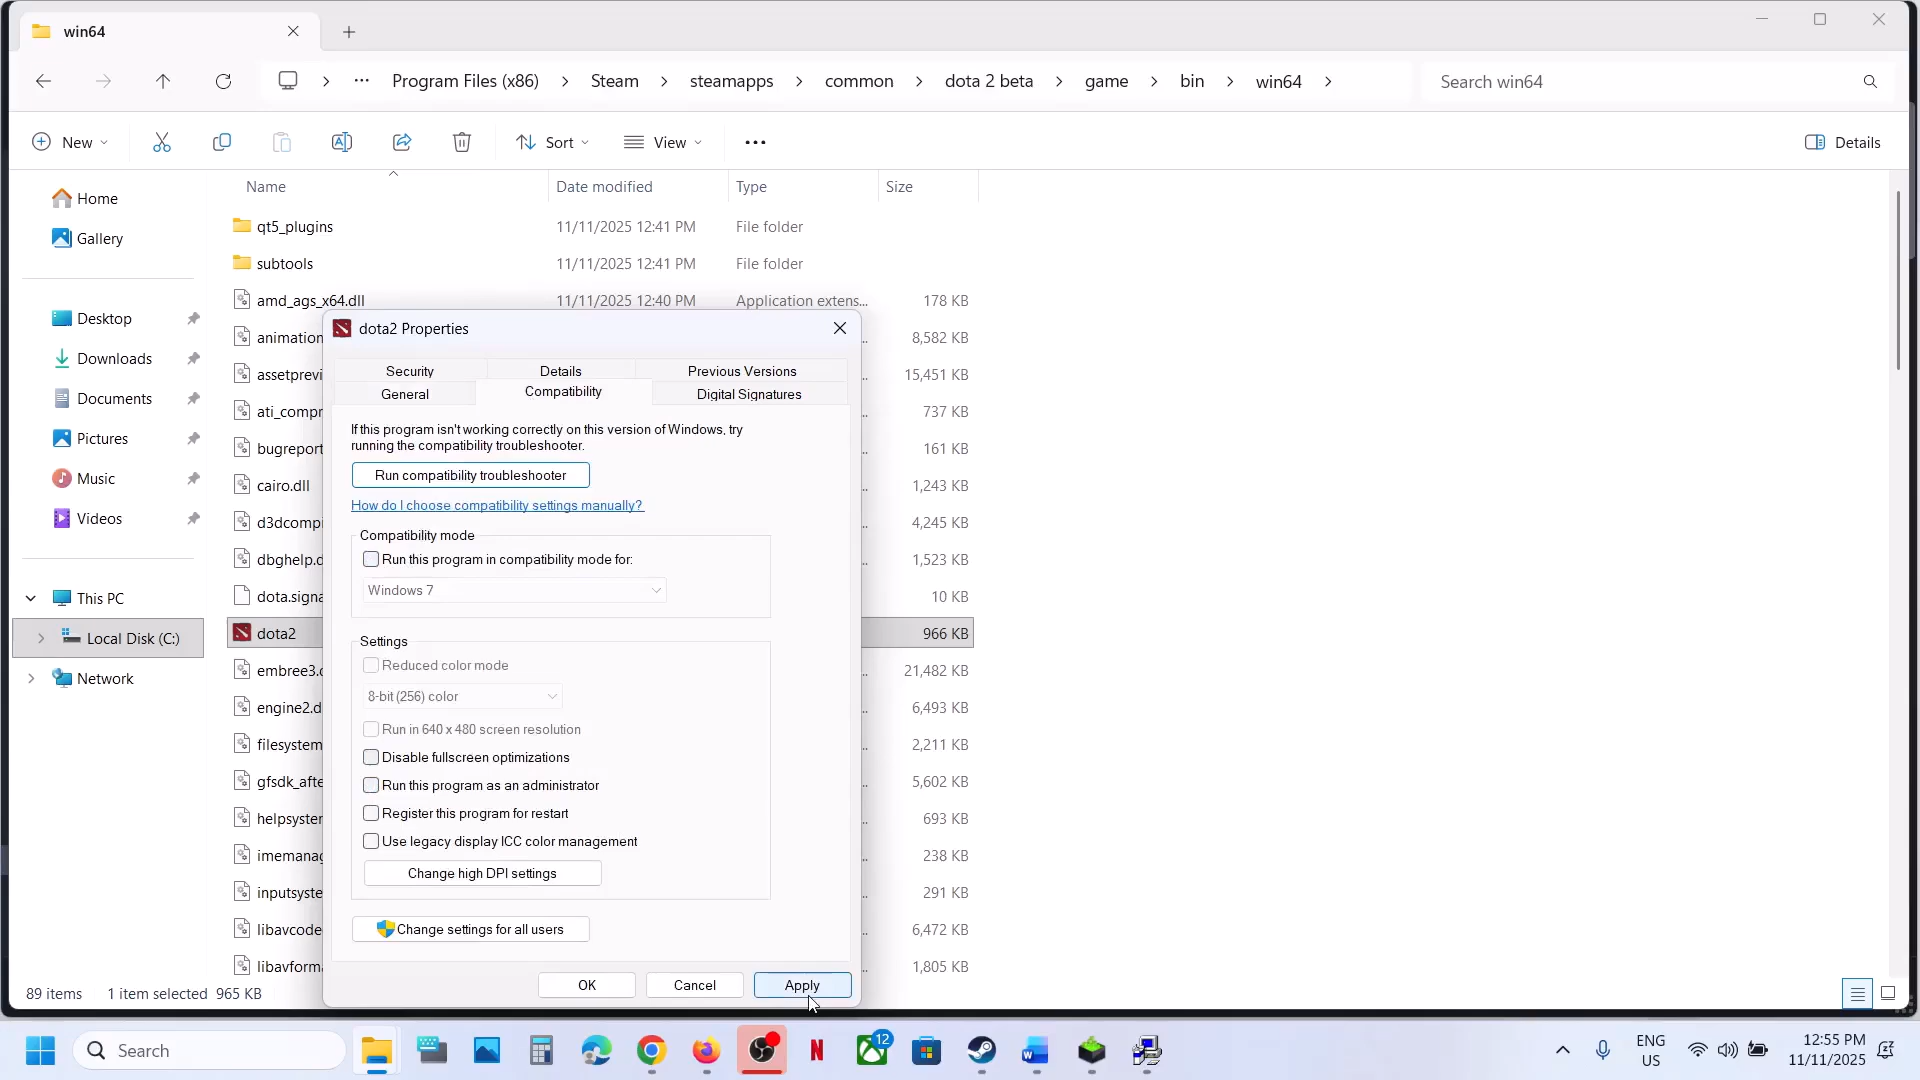 win64
Program Files (x86) > Steam > steamapps > common > dota 2 beta > game > bin > win64 >
Search win64
New
Sort
View
Details
Name
Date modified
Type
Size
Home
Gallery
Desktop
Downloads
Documents
Pictures
Music
Videos
This PC
Local Disk (C:)
Network
qt5_plugins 11/11/2025 12:41 PM File folder
subtools 11/11/2025 12:41 PM File folder
amd_ags_x64.dll 11/11/2025 12:40 PM Application extens... 178 KB
animation 8,582 KB
assetprevi 15,451 KB
ati_compr 737 KB
bugreport 161 KB
cairo.dll 1,243 KB
d3dcompi 4,245 KB
dbghelp.d 1,523 KB
dota.signa 10 KB
dota2 966 KB
embree3.d 21,482 KB
engine2.d 6,493 KB
filesystem 2,211 KB
gfsdk_afte 5,602 KB
helpsyster 693 KB
imemanag 238 KB
inputsyste 291 KB
libavcode 6,472 KB
libavforma 1,805 KB
dota2 Properties
Security
Details
Previous Versions
General
Compatibility
Digital Signatures
If this program isn't working correctly on this version of Windows, try
running the compatibility troubleshooter.
Run compatibility troubleshooter
How do I choose compatibility settings manually?
Compatibility mode
Run this program in compatibility mode for:
Windows 7
Settings
Reduced color mode
8-bit (256) color
Run in 640 x 480 screen resolution
Disable fullscreen optimizations
Run this program as an administrator
Register this program for restart
Use legacy display ICC color management
Change high DPI settings
Change settings for all users
OK
Cancel
Apply
89 items 1 item selected 965 KB
Search
12
ENG
US
12:55 PM
11/11/2025